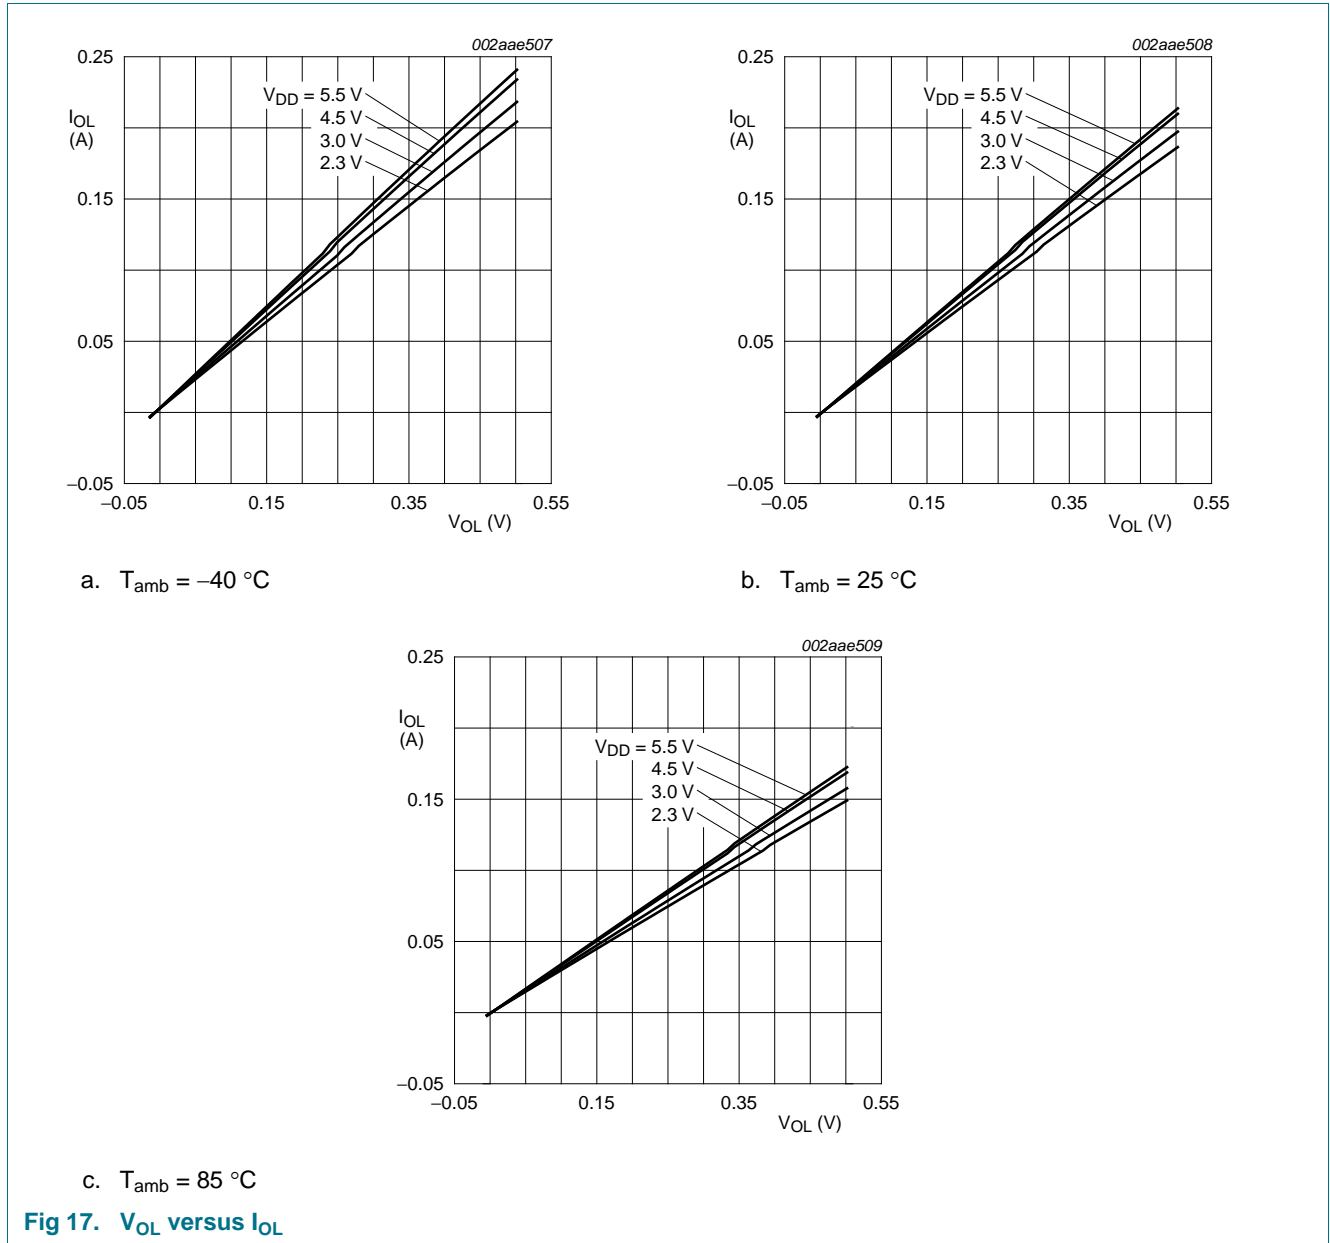 002aae507
0.25
IOL
(A)
VDD = 5.5 V
4.5 V
3.0 V
2.3 V
0.15
0.05
−0.05
−0.05 0.15 0.35 0.55
VOL (V)
a. Tamb = −40 °C
002aae508
0.25
IOL
(A)
VDD = 5.5 V
4.5 V
3.0 V
2.3 V
0.15
0.05
−0.05
−0.05 0.15 0.35 0.55
VOL (V)
b. Tamb = 25 °C
002aae509
0.25
IOL
(A)
VDD = 5.5 V
4.5 V
3.0 V
2.3 V
0.15
0.05
−0.05
−0.05 0.15 0.35 0.55
VOL (V)
c. Tamb = 85 °C
Fig 17. VOL versus IOL